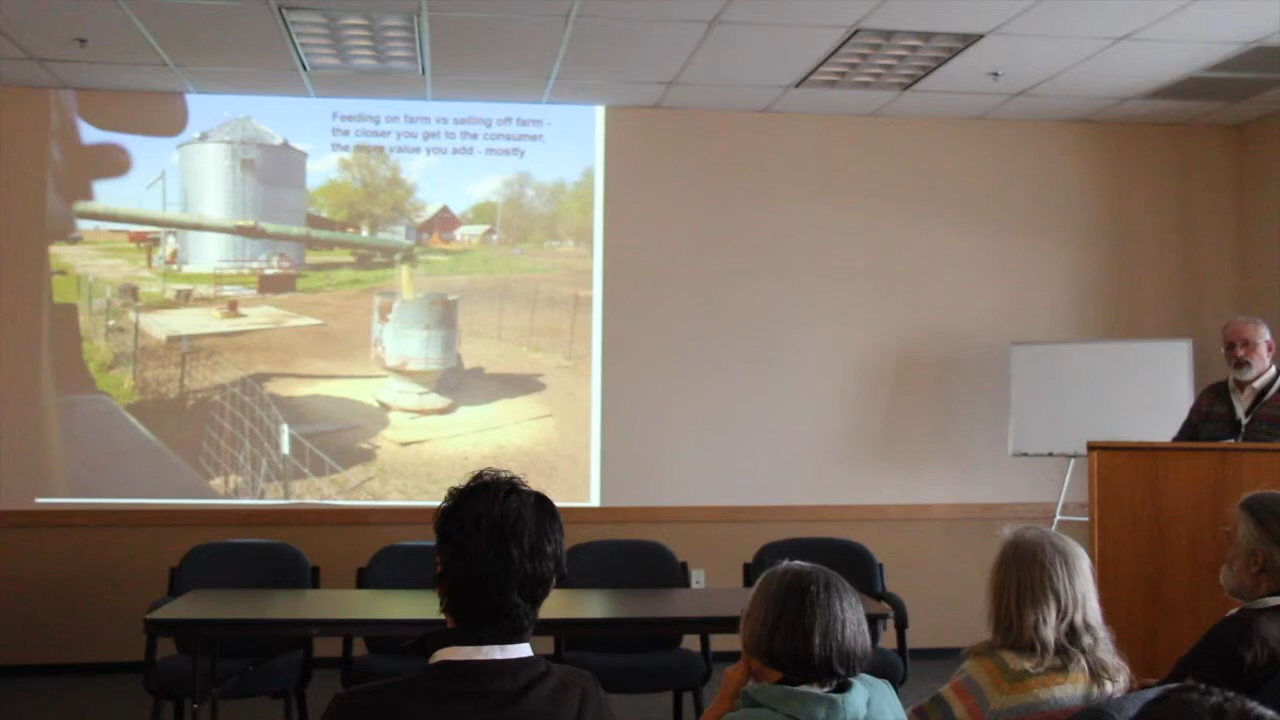 Feeding on farm vs selling off farm -
the closer you get to the consumer,
the more value you add - mostly